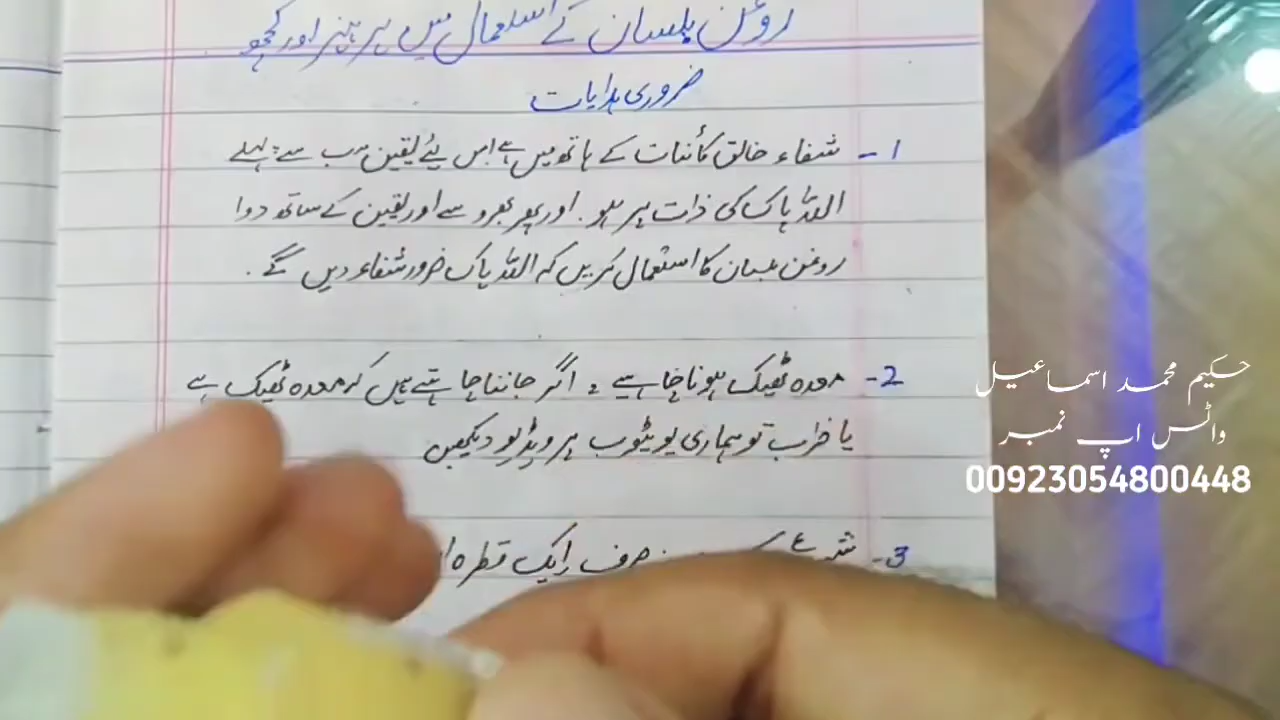 روغن بلسان کے استعمال میں پرہیز اور کچھ
ضروری ہدایات
1- شفاء خالق کائنات کے ہاتھ میں ہے اس لیئے یقین سب سے پہلے
اللہ پاک کی ذات پر ہو۔ اور پھر بھروسے اور یقین کے ساتھ دوا
روغن بلسان کا استعمال کریں کہ اللہ پاک ضرور شفاء دیں گے۔
2- معدہ ٹھیک ہونا چاہیے، اگر جاننا چاہتے ہیں کہ معدہ ٹھیک ہے
یا خراب تو ہماری یوٹیوب پر ویڈیو دیکھیں
3- صرف ایک قطرہ
حکیم محمد اسماعیل
واٹس اپ نمبر
00923054800448